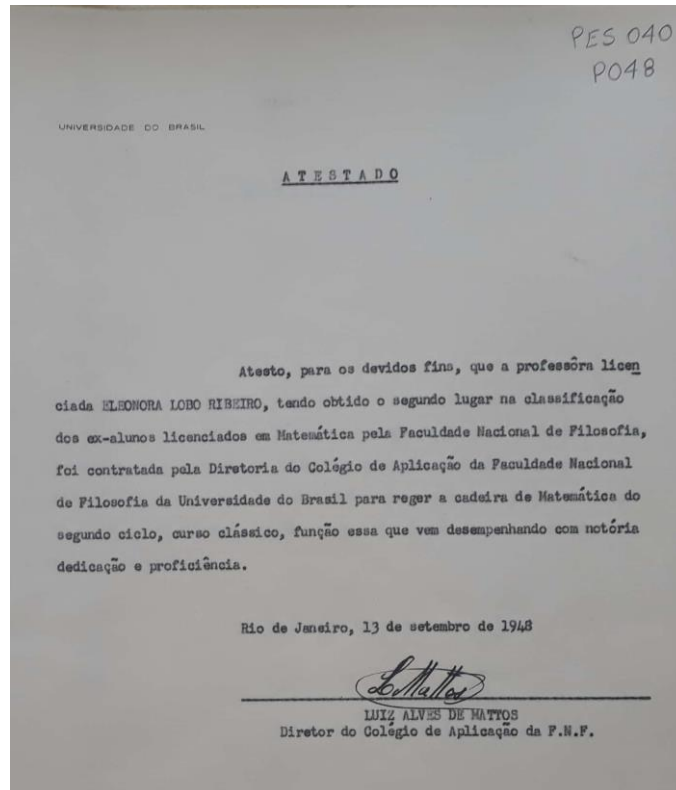 PES 040
P048
UNIVERSIDADE DO BRASIL
ATESTADO
Atesto, para os devidos fins, que a professôra licen
ciada ELEONORA LOBO RIBEIRO, tendo obtido o segundo lugar na classificação
dos ex-alunos licenciados em Matemática pela Faculdade Nacional de Filosofia,
foi contratada pela Diretoria do Colégio de Aplicação da Faculdade Nacional
de Filosofia da Universidade do Brasil para reger a cadeira de Matemática do
segundo ciclo, curso clássico, função essa que vem desempenhando com notória
dedicação e proficiência.
Rio de Janeiro, 13 de setembro de 1948
L. Mattos
LUIZ ALVES DE MATTOS
Diretor do Colégio de Aplicação da F.N.F.